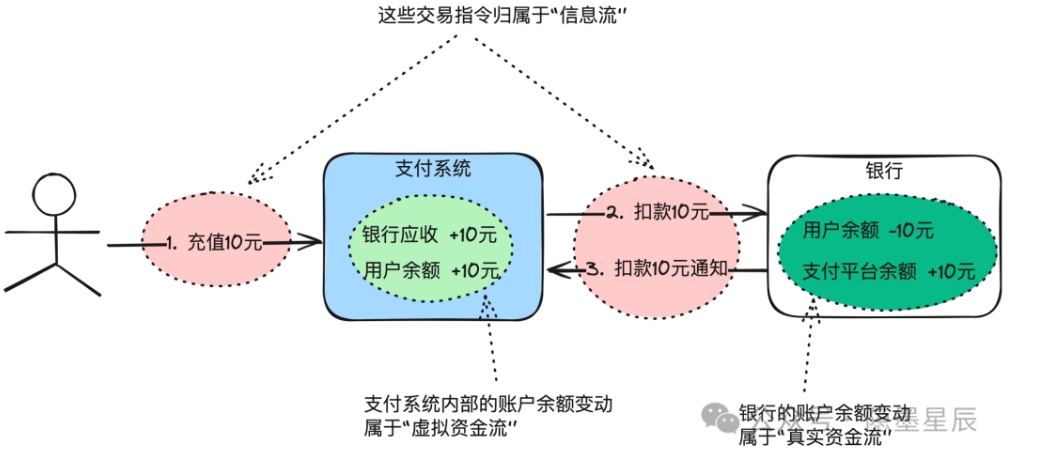 这些交易指令归属于“信息流”
支付系统
银行
1. 充值10元
银行应收 +10元
用户余额 +10元
2. 扣款10元
3. 扣款10元通知
用户余额 -10元
支付平台余额 +10元
支付系统内部的账户余额变动
属于“虚拟资金流”
银行的账户余额变动
属于“真实资金流”
墨星辰